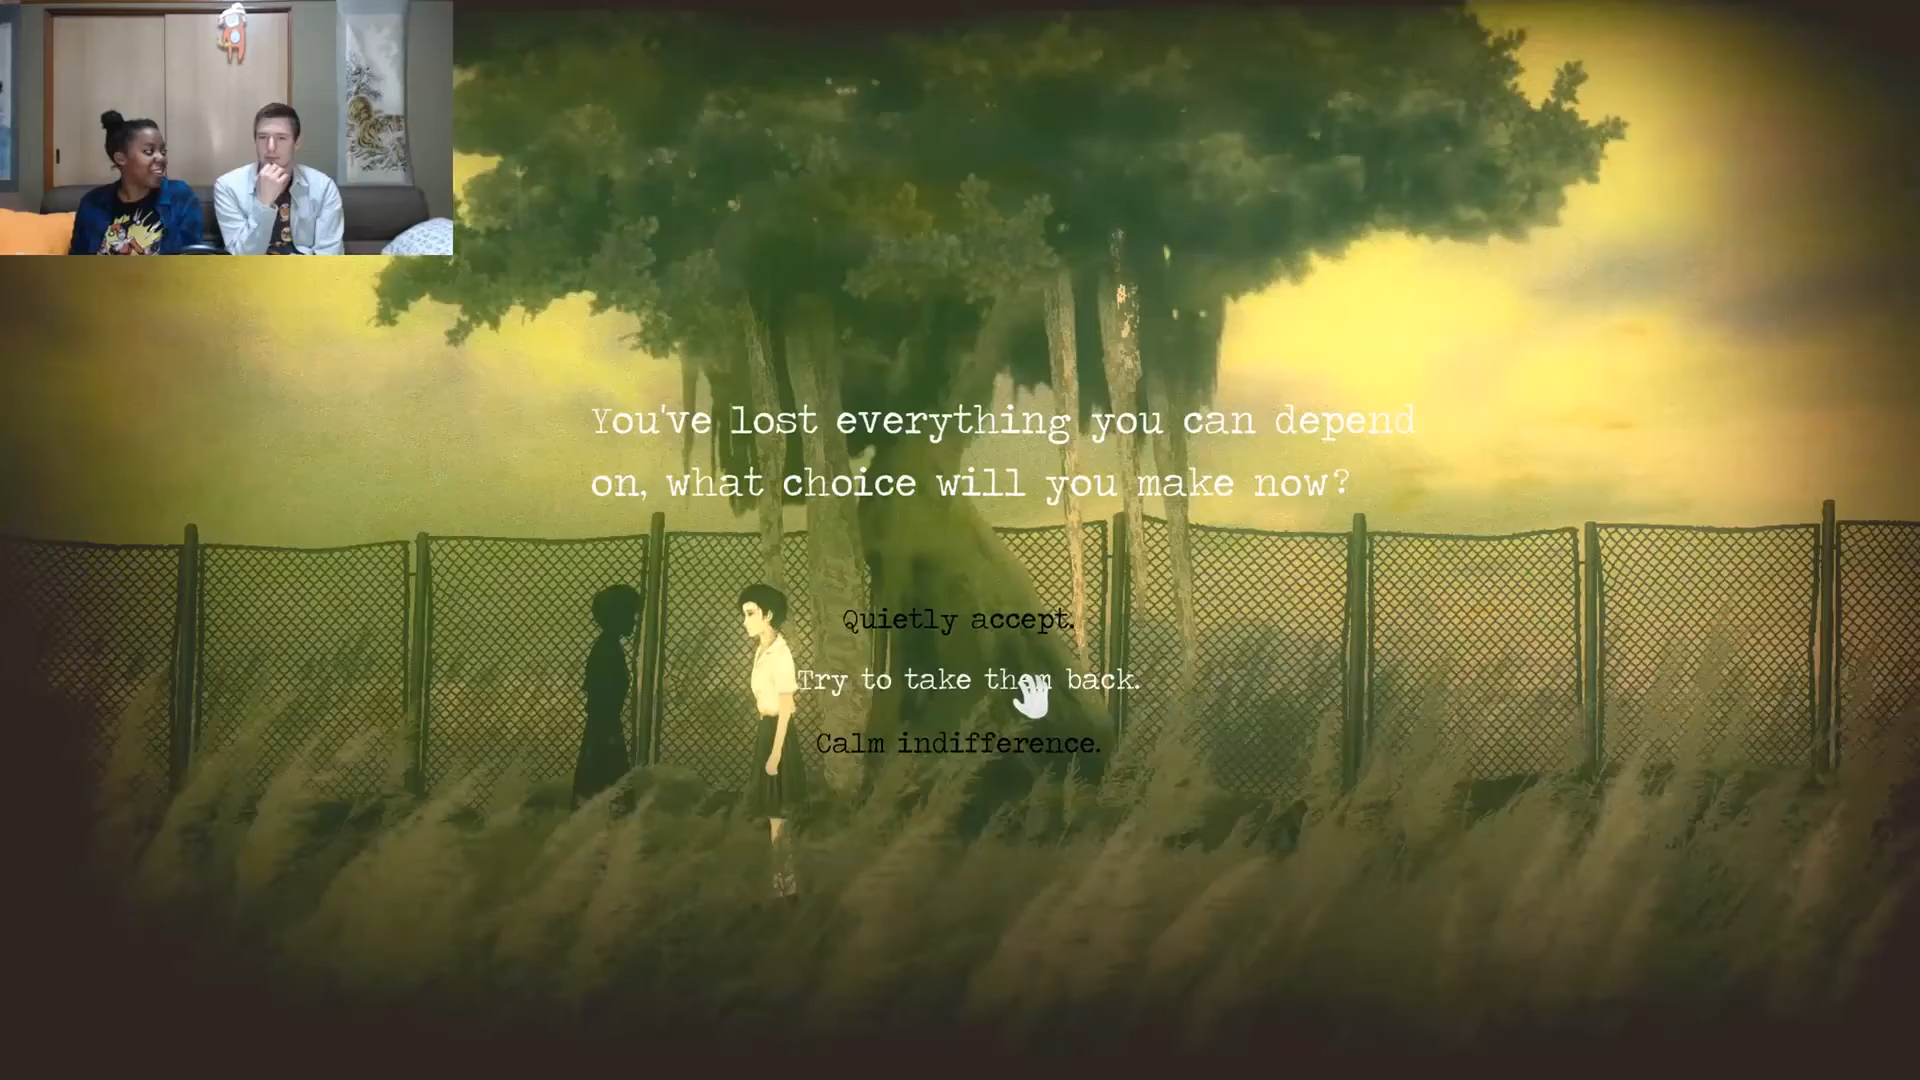 You've lost everything you can depend
on, what choice will you make now?
Quietly accept.
Try to take them back.
Calm indifference.